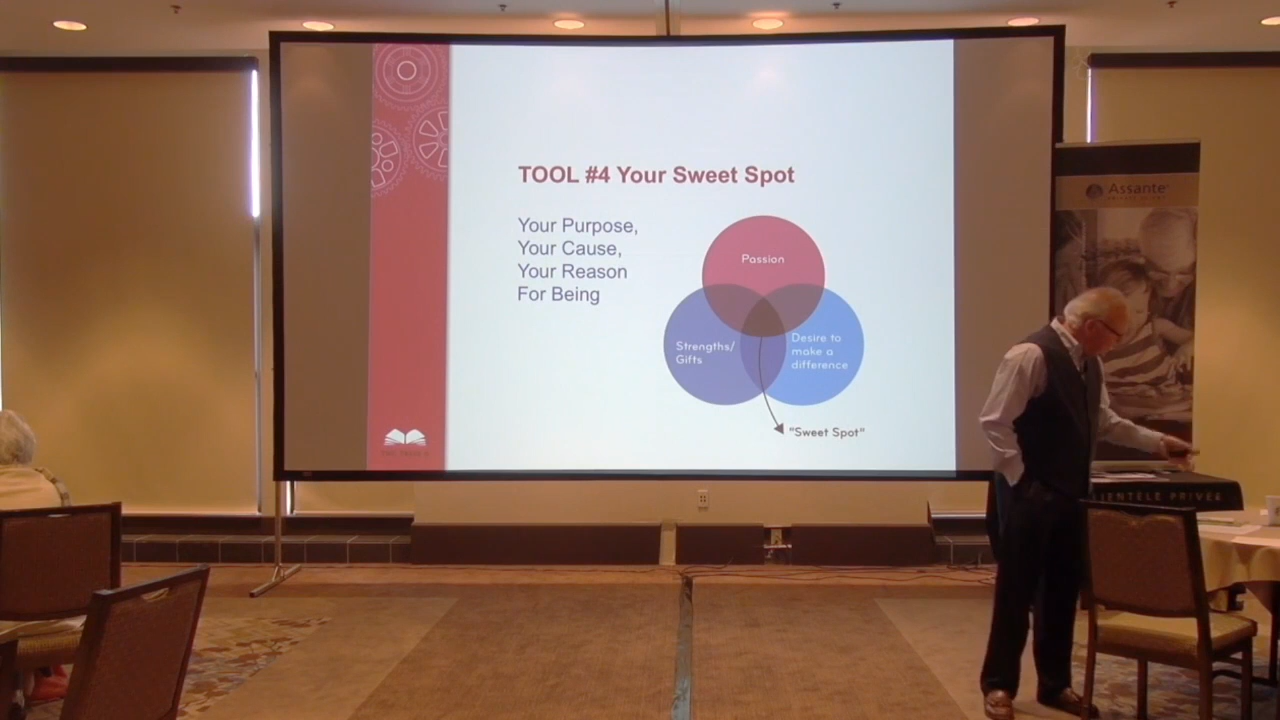 TOOL #4 Your Sweet Spot
Your Purpose,
Your Cause,
Your Reason
For Being
Passion
Strengths/
Gifts
Desire to
make a
difference
"Sweet Spot"
Assante
LIENTÈLE PRIVÉE